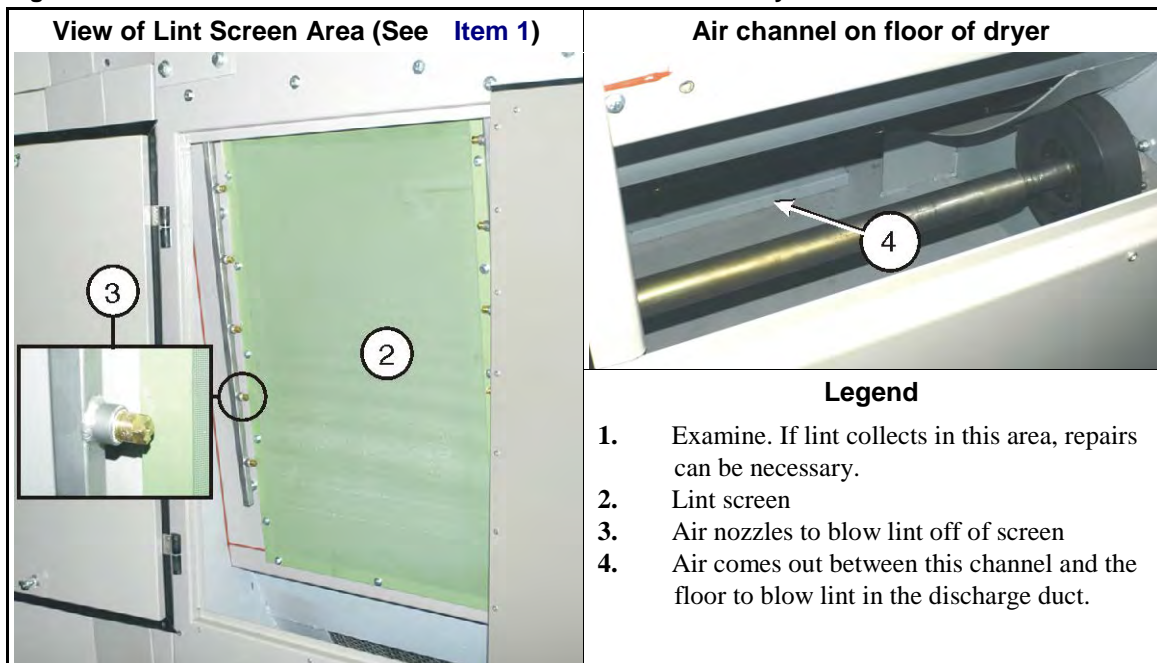 View of Lint Screen Area (See Item 1)
Air channel on floor of dryer
3
2
4
Legend
1. Examine. If lint collects in this area, repairs
can be necessary.
2. Lint screen
3. Air nozzles to blow lint off of screen
4. Air comes out between this channel and the
floor to blow lint in the discharge duct.